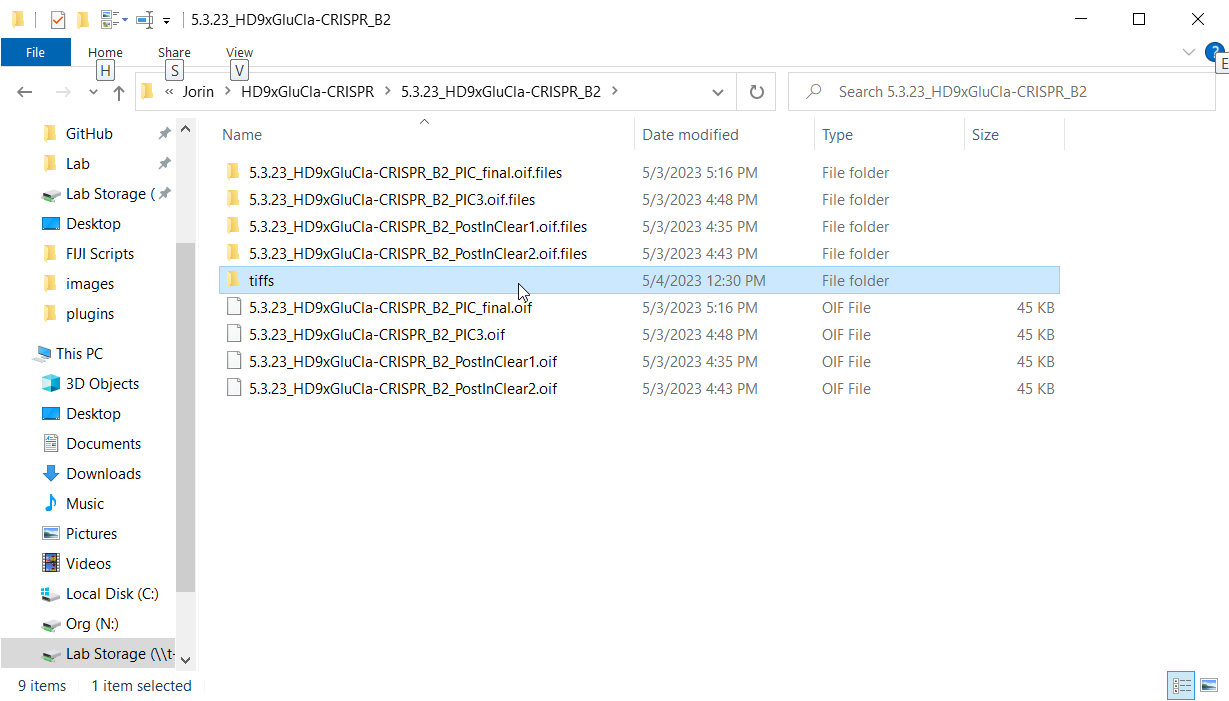 5.3.23_HD9xGluCla-CRISPR_B2
File Home Share View
H S V E
« Jorin > HD9xGluCla-CRISPR > 5.3.23_HD9xGluCla-CRISPR_B2 > Search 5.3.23_HD9xGluCla-CRISPR_B2
GitHub
Lab
Lab Storage (
Desktop
FIJI Scripts
images
plugins
This PC
3D Objects
Desktop
Documents
Downloads
Music
Pictures
Videos
Local Disk (C:)
Org (N:)
Lab Storage (\\t-
Name Date modified Type Size
5.3.23_HD9xGluCla-CRISPR_B2_PIC_final.oif.files 5/3/2023 5:16 PM File folder
5.3.23_HD9xGluCla-CRISPR_B2_PIC3.oif.files 5/3/2023 4:48 PM File folder
5.3.23_HD9xGluCla-CRISPR_B2_PostInClear1.oif.files 5/3/2023 4:35 PM File folder
5.3.23_HD9xGluCla-CRISPR_B2_PostInClear2.oif.files 5/3/2023 4:43 PM File folder
tiffs 5/4/2023 12:30 PM File folder
5.3.23_HD9xGluCla-CRISPR_B2_PIC_final.oif 5/3/2023 5:16 PM OIF File 45 KB
5.3.23_HD9xGluCla-CRISPR_B2_PIC3.oif 5/3/2023 4:48 PM OIF File 45 KB
5.3.23_HD9xGluCla-CRISPR_B2_PostInClear1.oif 5/3/2023 4:35 PM OIF File 45 KB
5.3.23_HD9xGluCla-CRISPR_B2_PostInClear2.oif 5/3/2023 4:43 PM OIF File 45 KB
9 items 1 item selected